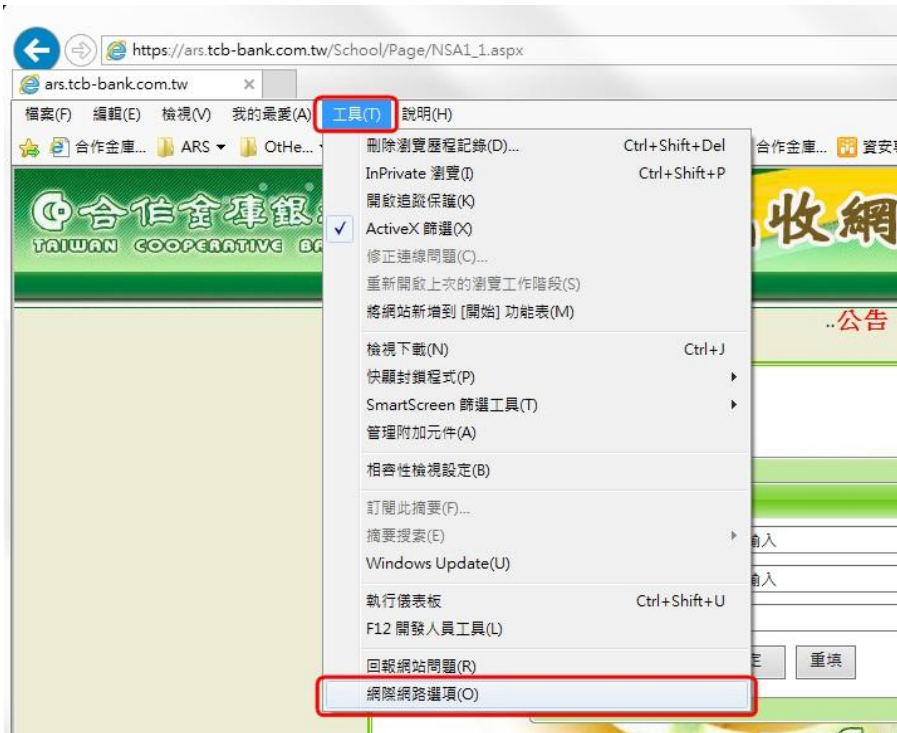 https://ars.tcb-bank.com.tw/School/Page/NSA1_1.aspx
ars.tcb-bank.com.tw
檔案(F) 編輯(E) 檢視(V) 我的最愛(A) 工具(T) 說明(H)
合作金庫... ARS OtHe... 合作金庫... 資安
合作金庫銀
TAIWAN COOPERATIVE
收網
..公告
刪除瀏覽歷程記錄(D)... Ctrl+Shift+Del
InPrivate 瀏覽(I) Ctrl+Shift+P
開啟追蹤保護(K)
ActiveX 篩選(X)
修正連線問題(C)...
重新開啟上次的瀏覽工作階段(S)
將網站新增到 [開始] 功能表(M)
檢視下載(N) Ctrl+J
快顯封鎖程式(P)
SmartScreen 篩選工具(T)
管理附加元件(A)
相容性檢視設定(B)
訂閱此摘要(F)...
摘要搜索(E)
Windows Update(U)
輸入
輸入
執行儀表板 Ctrl+Shift+U
F12 開發人員工具(L)
回報網站問題(R)
重填
網際網路選項(O)